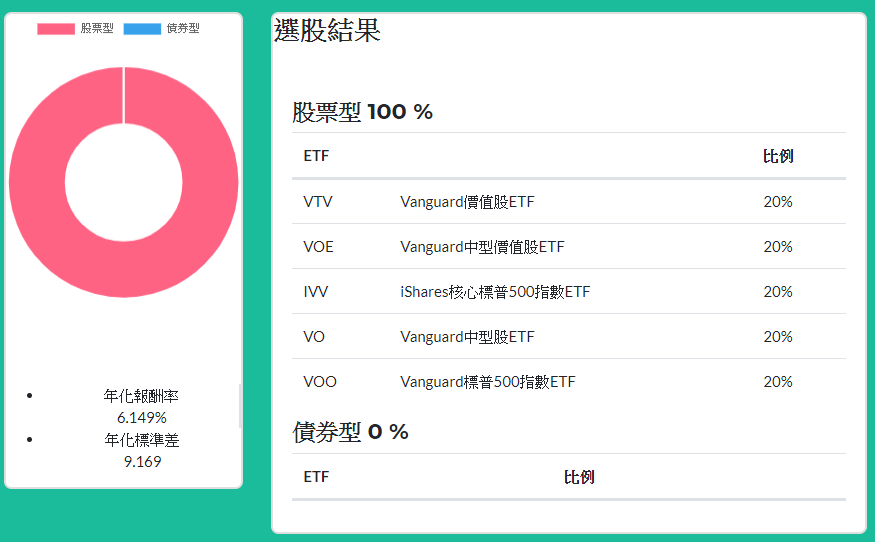 股票型 債券型
年化報酬率
6.149%
年化標準差
9.169
選股結果
股票型 100 %
ETF 比例
VTV Vanguard價值股ETF 20%
VOE Vanguard中型價值股ETF 20%
IVV iShares核心標普500指數ETF 20%
VO Vanguard中型股ETF 20%
VOO Vanguard標普500指數ETF 20%
債券型 0 %
ETF 比例